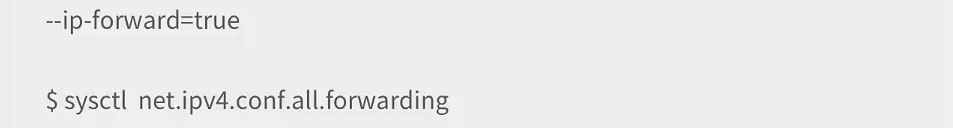 --ip-forward=true
$ sysctl net.ipv4.conf.all.forwarding